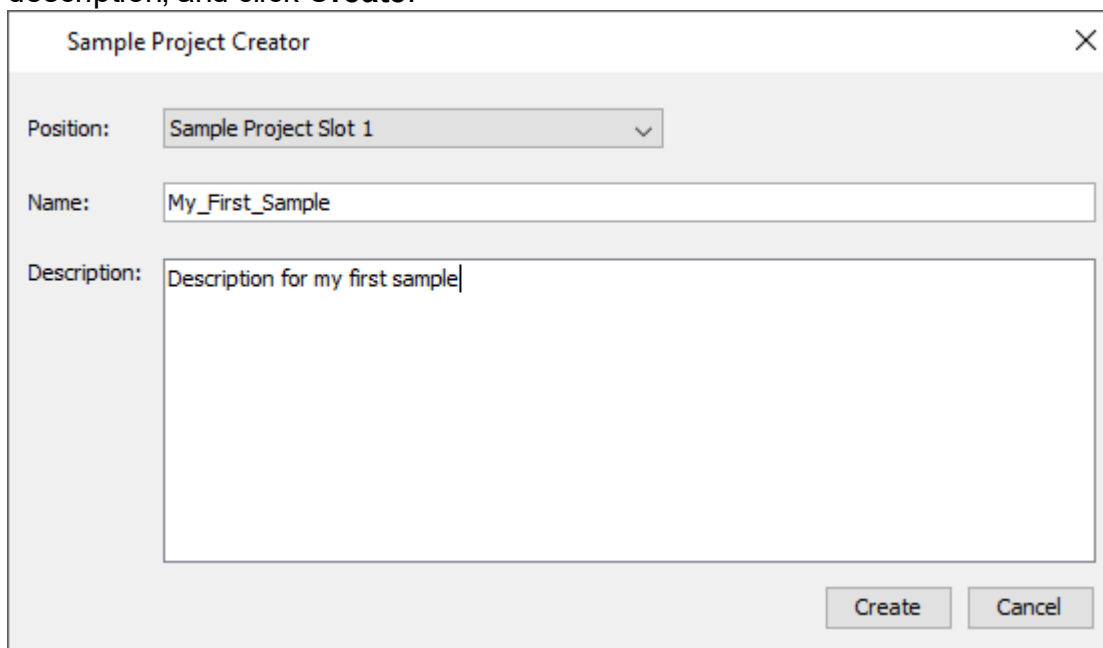 description, and click Create.
Sample Project Creator
Position: Sample Project Slot 1
Name: My_First_Sample
Description: Description for my first sample
Create Cancel